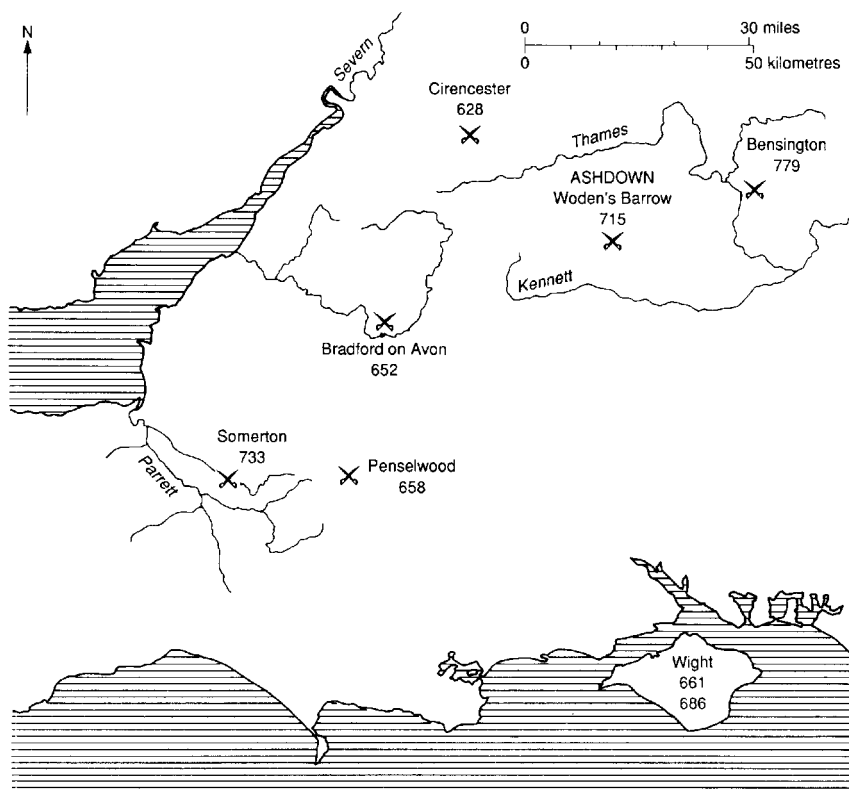 N
0 30 miles
0 50 kilometres
Severn
Cirencester
628
Thames
Bensington
779
ASHDOWN
Woden's Barrow
715
Kennett
Bradford on Avon
652
Somerton
733
Parrett
Penselwood
658
Wight
661
686